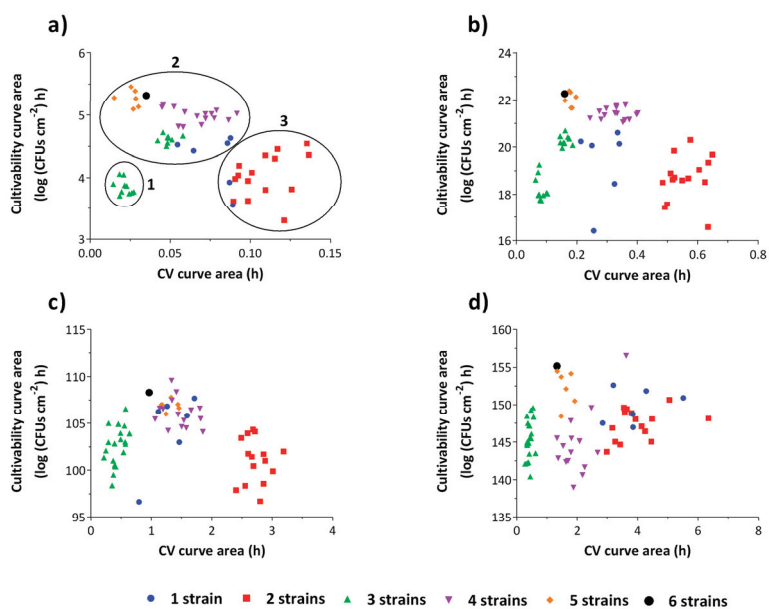 a)
b)
Cultivability curve area
(log (CFUs cm⁻²) h)
6
5
4
3
2
3
1
0.00
0.05
0.10
0.15
CV curve area (h)
Cultivability curve area
(log (CFUs cm⁻²) h)
24
22
20
18
16
0.0
0.2
0.4
0.6
0.8
CV curve area (h)
c)
d)
Cultivability curve area
(log (CFUs cm⁻²) h)
115
110
105
100
95
0
1
2
3
4
CV curve area (h)
Cultivability curve area
(log (CFUs cm⁻²) h)
160
155
150
145
140
135
0
2
4
6
8
CV curve area (h)
1 strain 2 strains 3 strains 4 strains 5 strains 6 strains